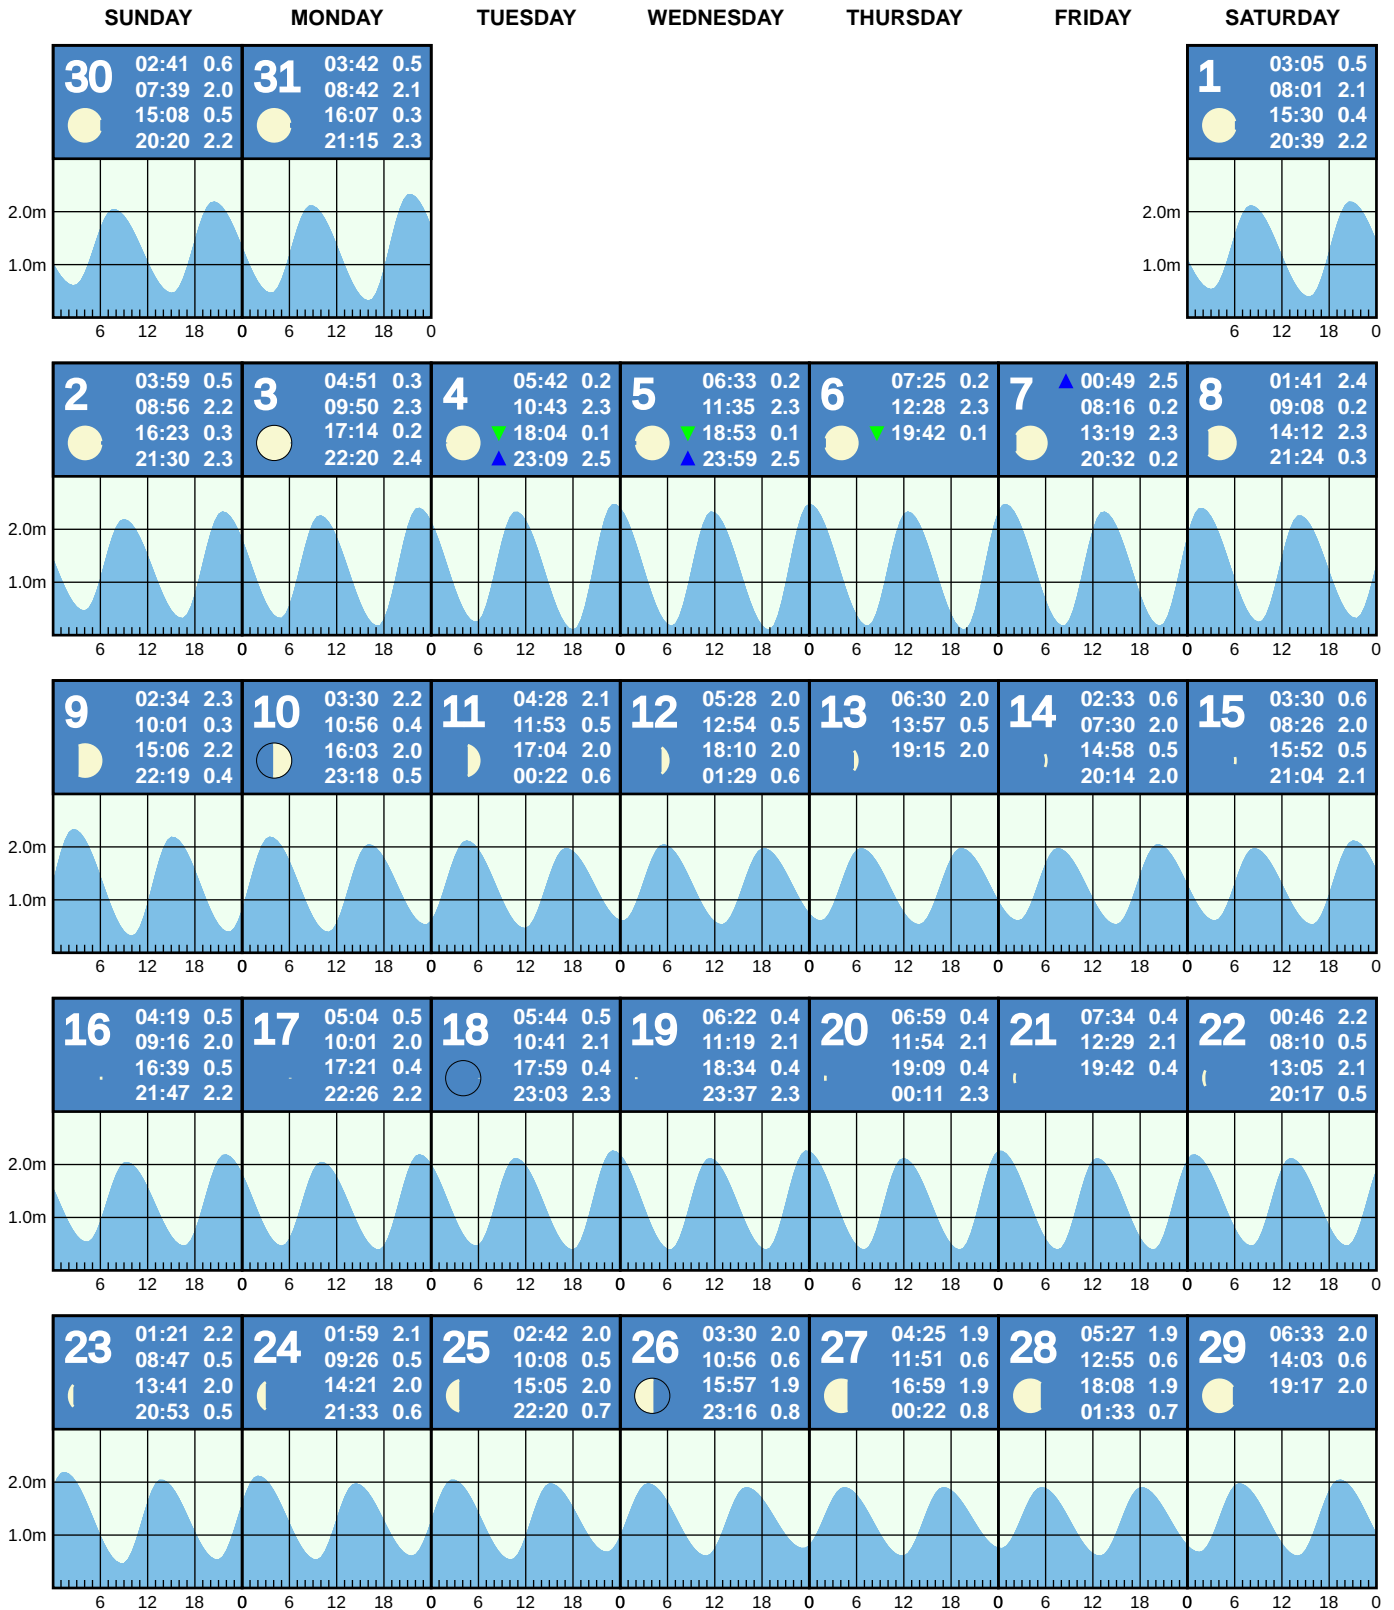 SUNDAY MONDAY TUESDAY WEDNESDAY THURSDAY FRIDAY SATURDAY
30 02:41 0.6 31 03:42 0.5 1 03:05 0.5
07:39 2.0 08:42 2.1 08:01 2.1
15:08 0.5 16:07 0.3 15:30 0.4
20:20 2.2 21:15 2.3 20:39 2.2
2.0m 2.0m
1.0m 1.0m
6 12 18 0 6 12 18 0 6 12 18 0
2 03:59 0.5 3 04:51 0.3 4 05:42 0.2 5 06:33 0.2 6 07:25 0.2 7 00:49 2.5 8 01:41 2.4
08:56 2.2 09:50 2.3 10:43 2.3 11:35 2.3 12:28 2.3 08:16 0.2 09:08 0.2
16:23 0.3 17:14 0.2 18:04 0.1 18:53 0.1 19:42 0.1 13:19 2.3 14:12 2.3
21:30 2.3 22:20 2.4 23:09 2.5 23:59 2.5 20:32 0.2 21:24 0.3
2.0m
1.0m
6 12 18 0 6 12 18 0 6 12 18 0 6 12 18 0 6 12 18 0 6 12 18 0 6 12 18 0
9 02:34 2.3 10 03:30 2.2 11 04:28 2.1 12 05:28 2.0 13 06:30 2.0 14 02:33 0.6 15 03:30 0.6
10:01 0.3 10:56 0.4 11:53 0.5 12:54 0.5 13:57 0.5 07:30 2.0 08:26 2.0
15:06 2.2 16:03 2.0 17:04 2.0 18:10 2.0 19:15 2.0 14:58 0.5 15:52 0.5
22:19 0.4 23:18 0.5 00:22 0.6 01:29 0.6 20:14 2.0 21:04 2.1
2.0m
1.0m
6 12 18 0 6 12 18 0 6 12 18 0 6 12 18 0 6 12 18 0 6 12 18 0 6 12 18 0
16 04:19 0.5 17 05:04 0.5 18 05:44 0.5 19 06:22 0.4 20 06:59 0.4 21 07:34 0.4 22 00:46 2.2
09:16 2.0 10:01 2.0 10:41 2.1 11:19 2.1 11:54 2.1 12:29 2.1 08:10 0.5
16:39 0.5 17:21 0.4 17:59 0.4 18:34 0.4 19:09 0.4 19:42 0.4 13:05 2.1
21:47 2.2 22:26 2.2 23:03 2.3 23:37 2.3 00:11 2.3 20:17 0.5
2.0m
1.0m
6 12 18 0 6 12 18 0 6 12 18 0 6 12 18 0 6 12 18 0 6 12 18 0 6 12 18 0
23 01:21 2.2 24 01:59 2.1 25 02:42 2.0 26 03:30 2.0 27 04:25 1.9 28 05:27 1.9 29 06:33 2.0
08:47 0.5 09:26 0.5 10:08 0.5 10:56 0.6 11:51 0.6 12:55 0.6 14:03 0.6
13:41 2.0 14:21 2.0 15:05 2.0 15:57 1.9 16:59 1.9 18:08 1.9 19:17 2.0
20:53 0.5 21:33 0.6 22:20 0.7 23:16 0.8 00:22 0.8 01:33 0.7
2.0m
1.0m
6 12 18 0 6 12 18 0 6 12 18 0 6 12 18 0 6 12 18 0 6 12 18 0 6 12 18 0